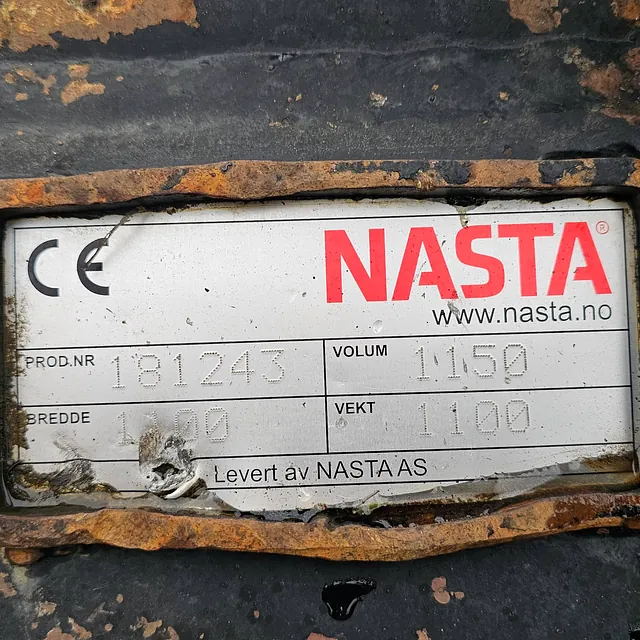 CE
NASTA®
www.nasta.no
PROD.NR 181243 VOLUM 1150
BREDDE VEKT 1100
Levert av NASTA AS